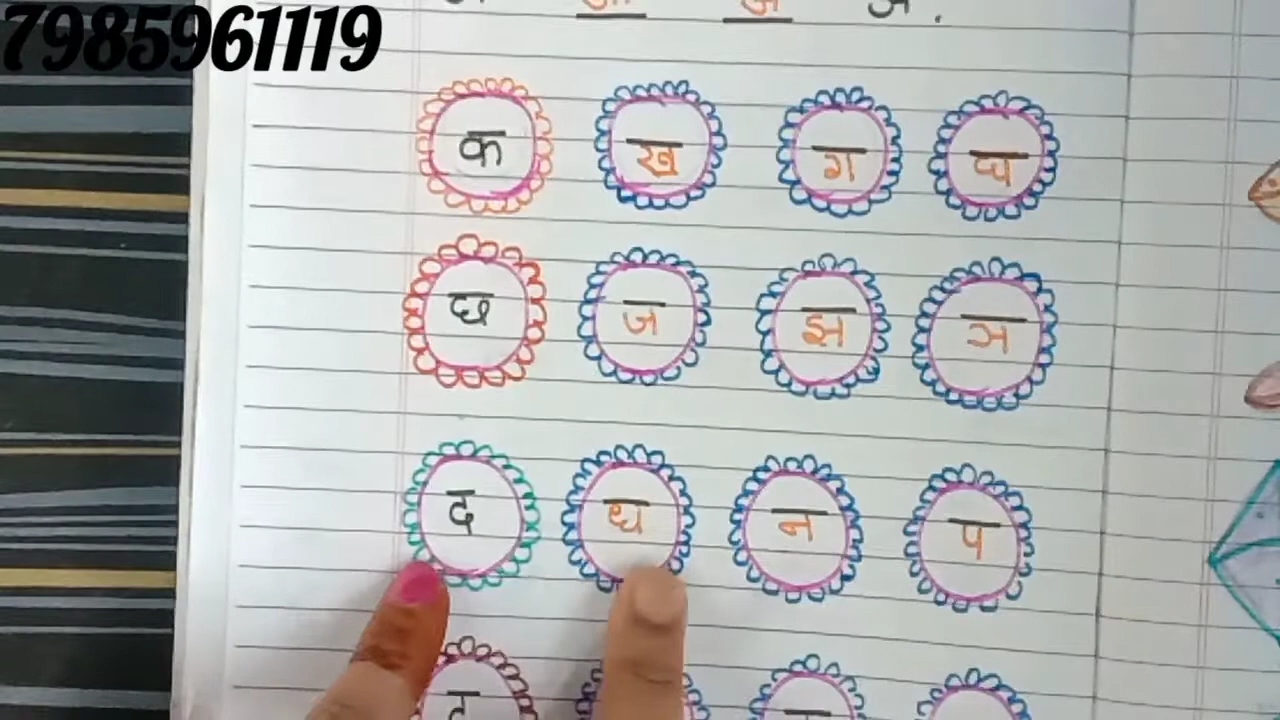 7985961119
क ख ग घ
छ ज झ ञ
द ध न प